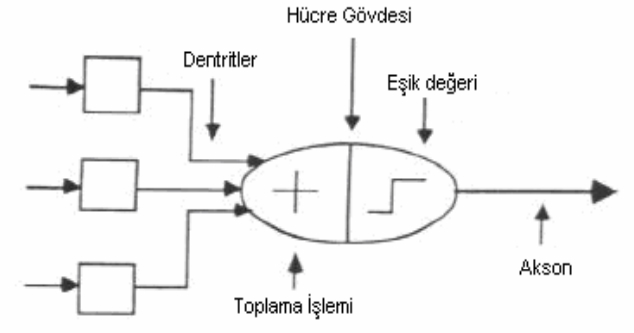 Hücre Gövdesi
Dentritler
Eşik değeri
Akson
Toplama İşlemi